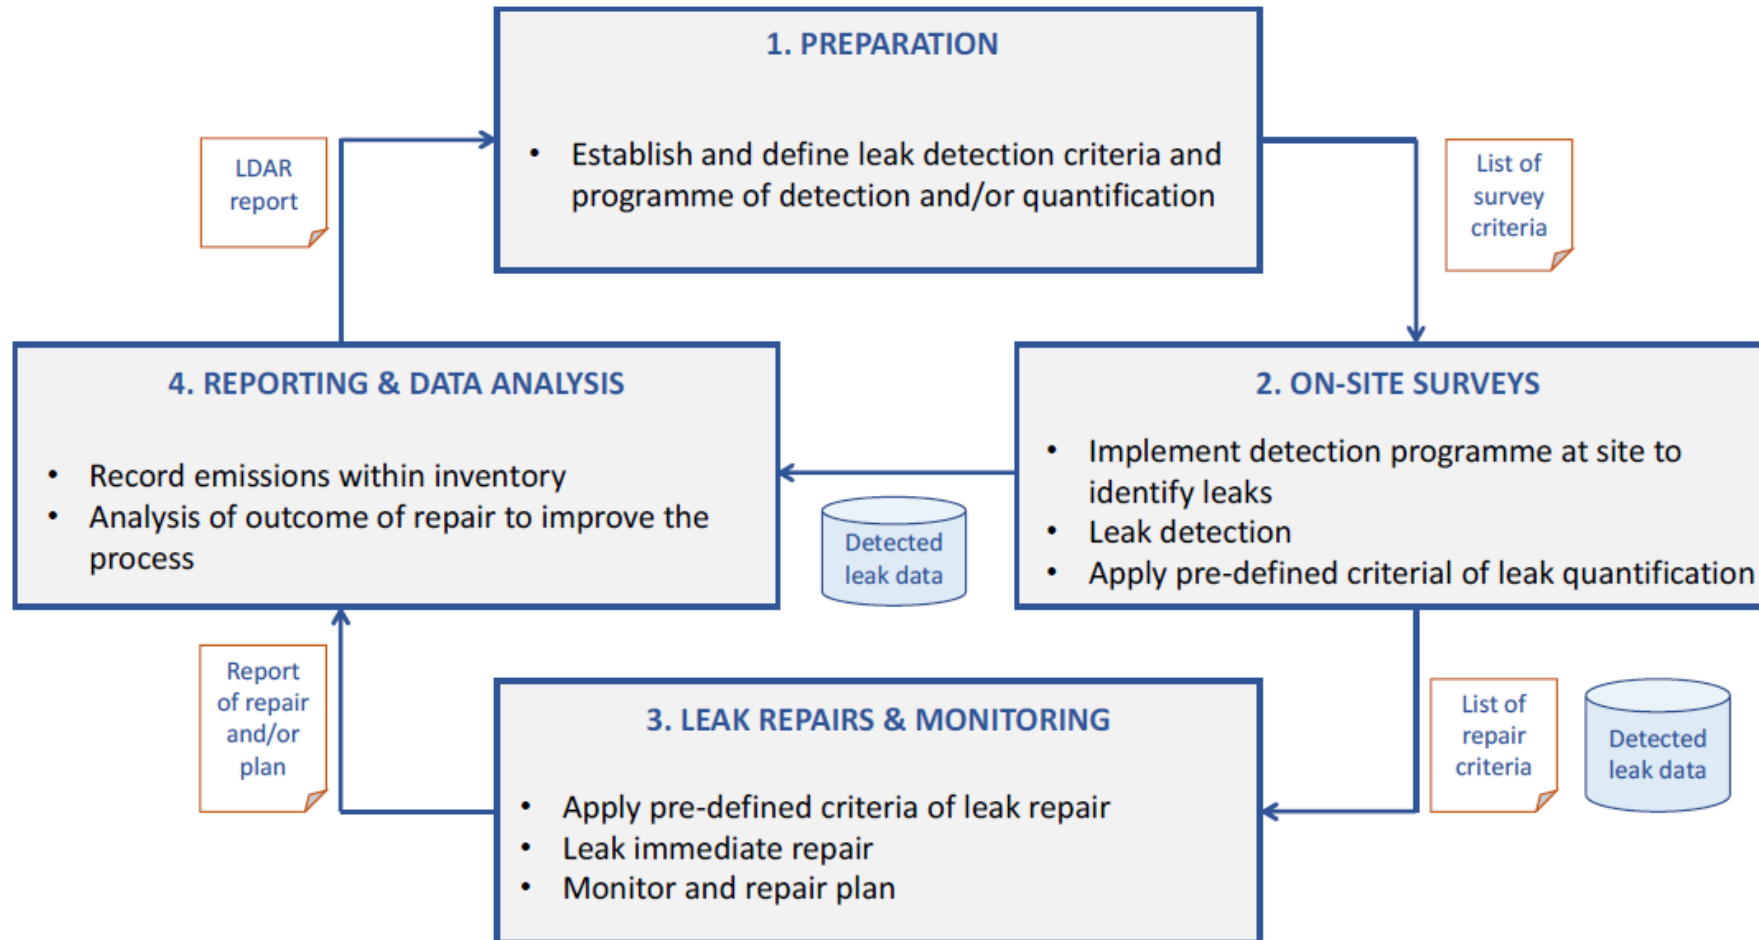 1. PREPARATION
• Establish and define leak detection criteria and
programme of detection and/or quantification
LDAR
report
List of
survey
criteria
4. REPORTING & DATA ANALYSIS
• Record emissions within inventory
• Analysis of outcome of repair to improve the
process
2. ON-SITE SURVEYS
• Implement detection programme at site to
identify leaks
• Leak detection
• Apply pre-defined criterial of leak quantification
Detected
leak data
Report
of repair
and/or
plan
3. LEAK REPAIRS & MONITORING
• Apply pre-defined criteria of leak repair
• Leak immediate repair
• Monitor and repair plan
List of
repair
criteria
Detected
leak data